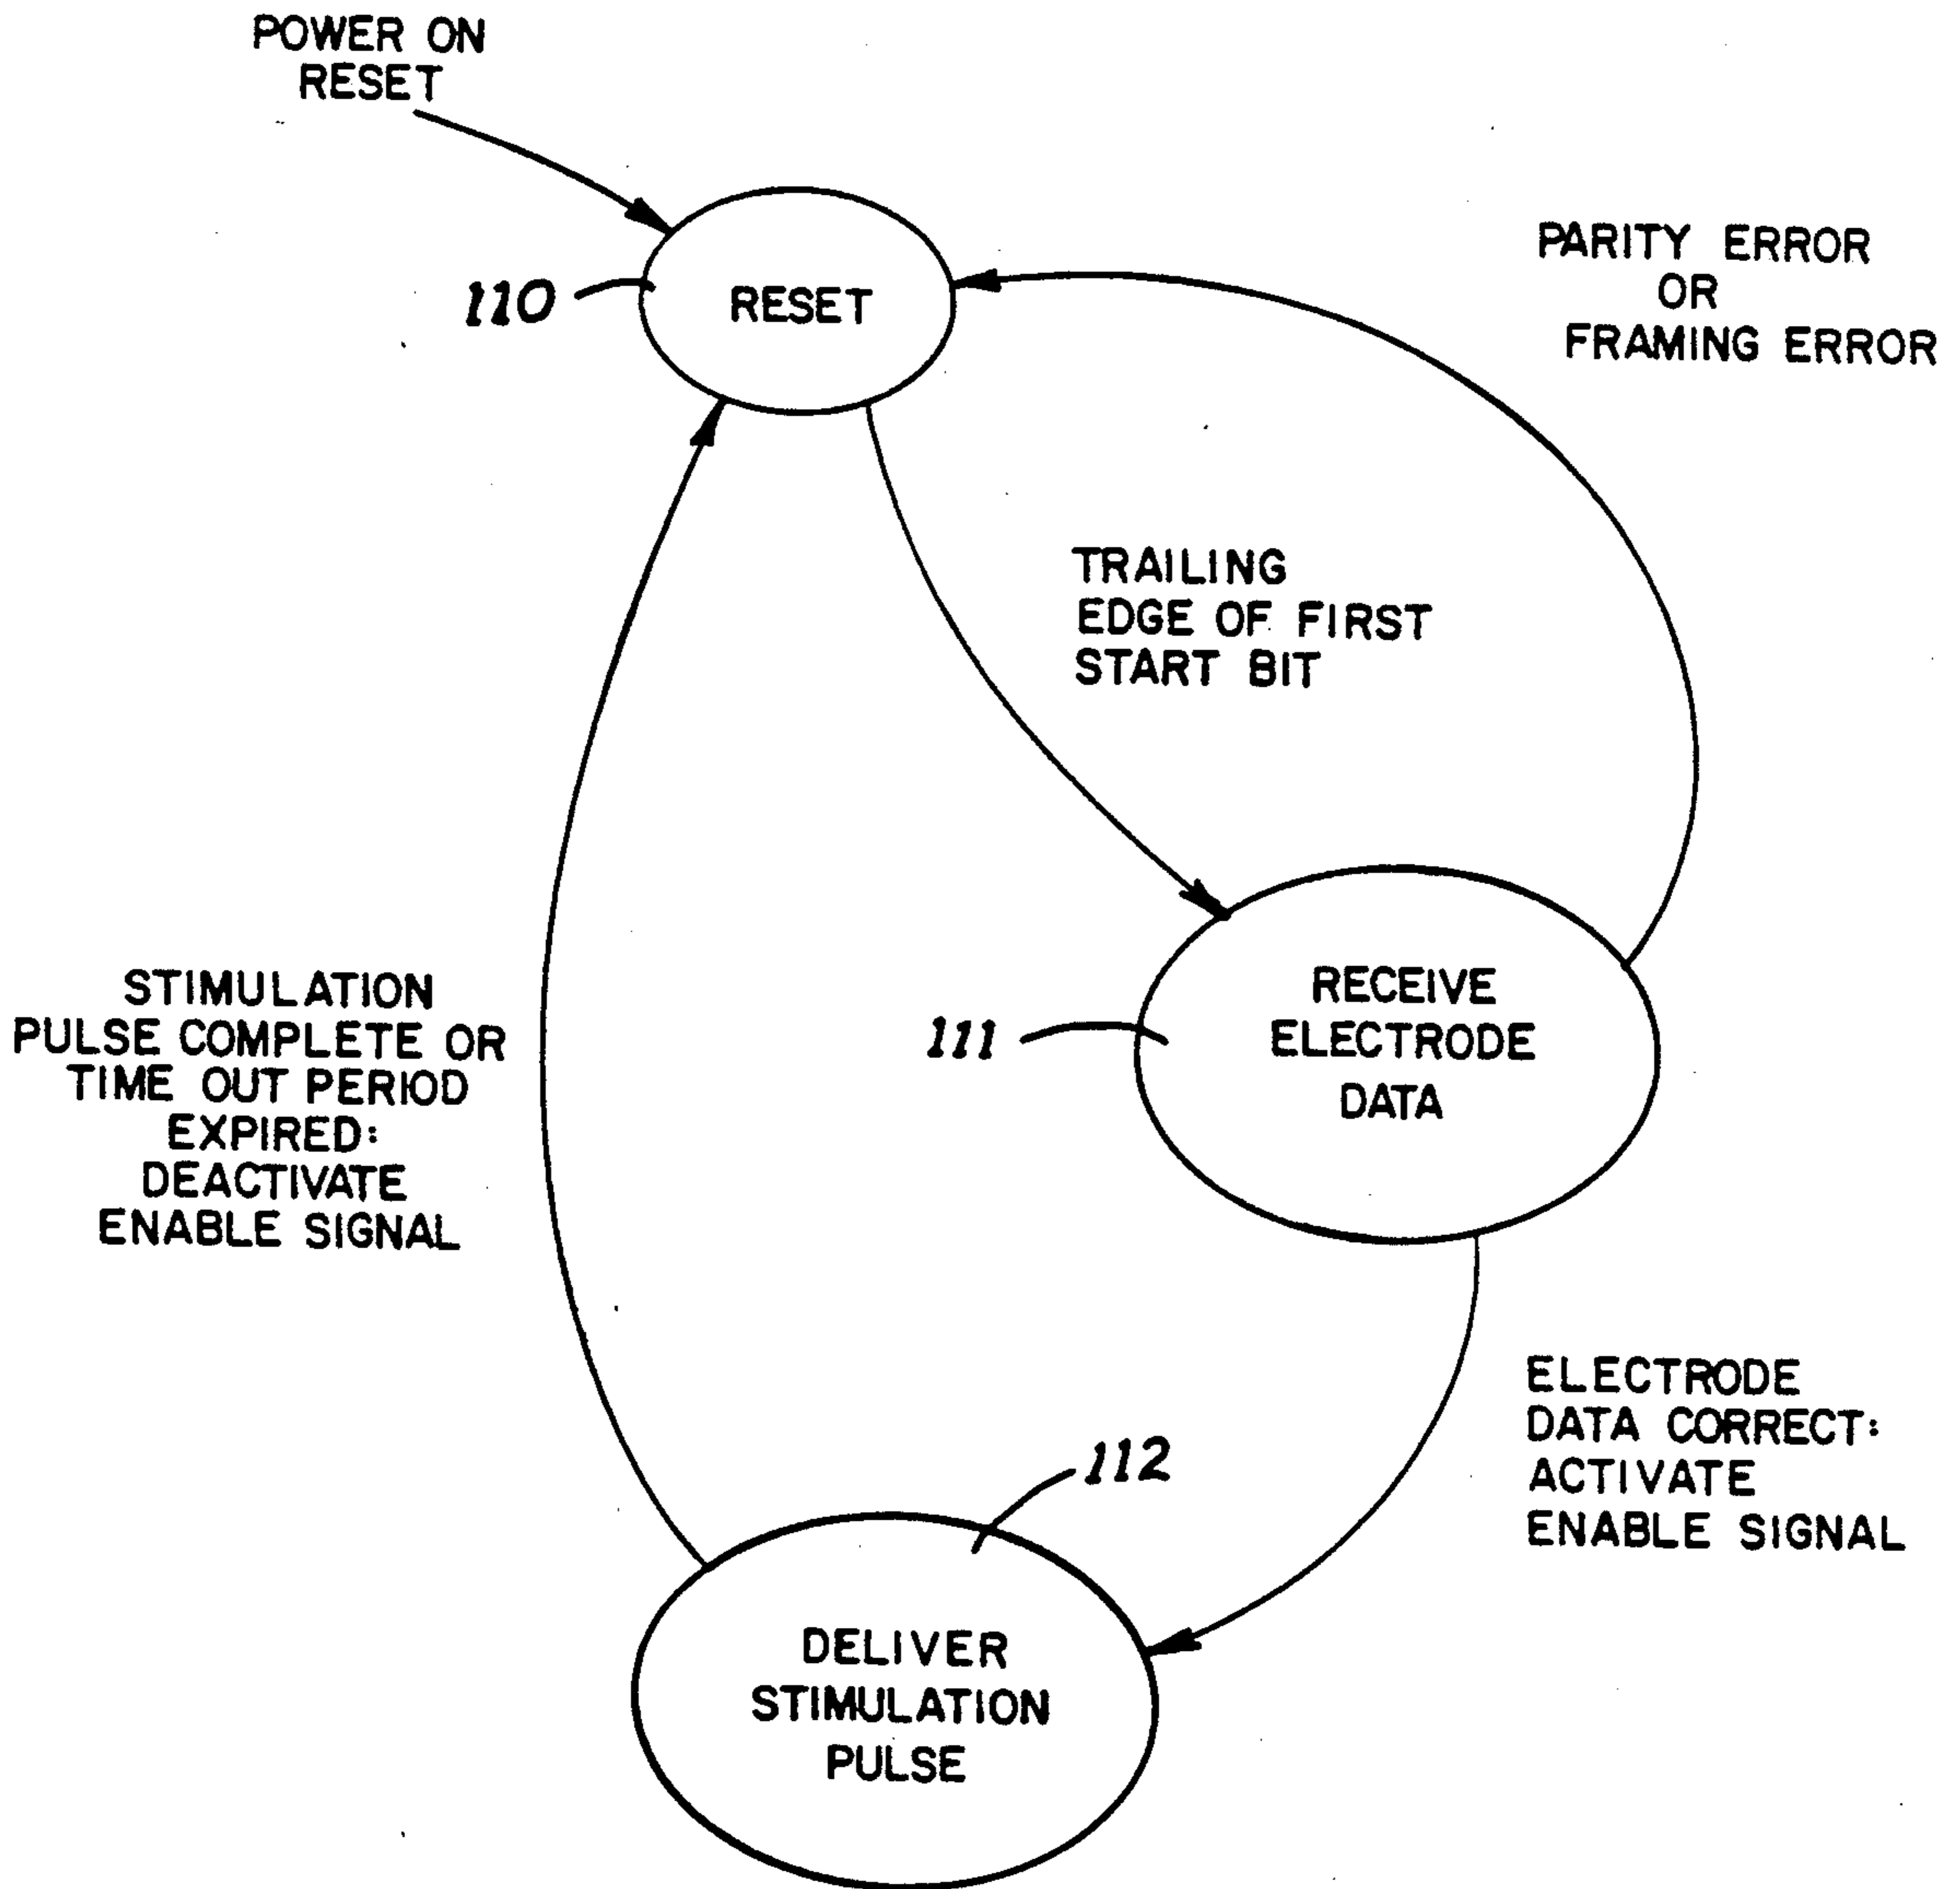 POWER ON
RESET
110
RESET
PARITY ERROR
OR
FRAMING ERROR
TRAILING
EDGE OF FIRST
START BIT
STIMULATION
PULSE COMPLETE OR
TIME OUT PERIOD
EXPIRED:
DEACTIVATE
ENABLE SIGNAL
111
RECEIVE
ELECTRODE
DATA
ELECTRODE
DATA CORRECT:
ACTIVATE
ENABLE SIGNAL
112
DELIVER
STIMULATION
PULSE